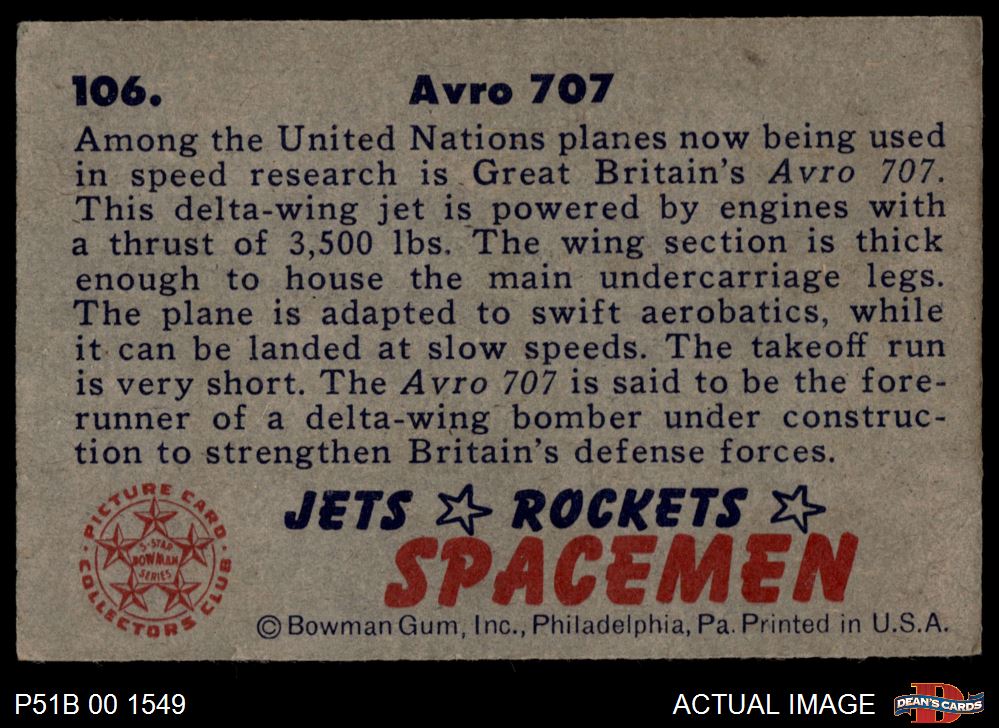 106. Avro 707
Among the United Nations planes now being used
in speed research is Great Britain's Avro 707.
This delta-wing jet is powered by engines with
a thrust of 3,500 lbs. The wing section is thick
enough to house the main undercarriage legs.
The plane is adapted to swift aerobatics, while
it can be landed at slow speeds. The takeoff run
is very short. The Avro 707 is said to be the fore-
runner of a delta-wing bomber under construc-
tion to strengthen Britain's defense forces.
PICTURE CARD
COLLECTORS CLUB
5-STAR
BOWMAN
SERIES
JETS ROCKETS
SPACEMEN
© Bowman Gum, Inc., Philadelphia, Pa. Printed in U.S.A.
P51B 00 1549
ACTUAL IMAGE
D
DEAN'S CARDS